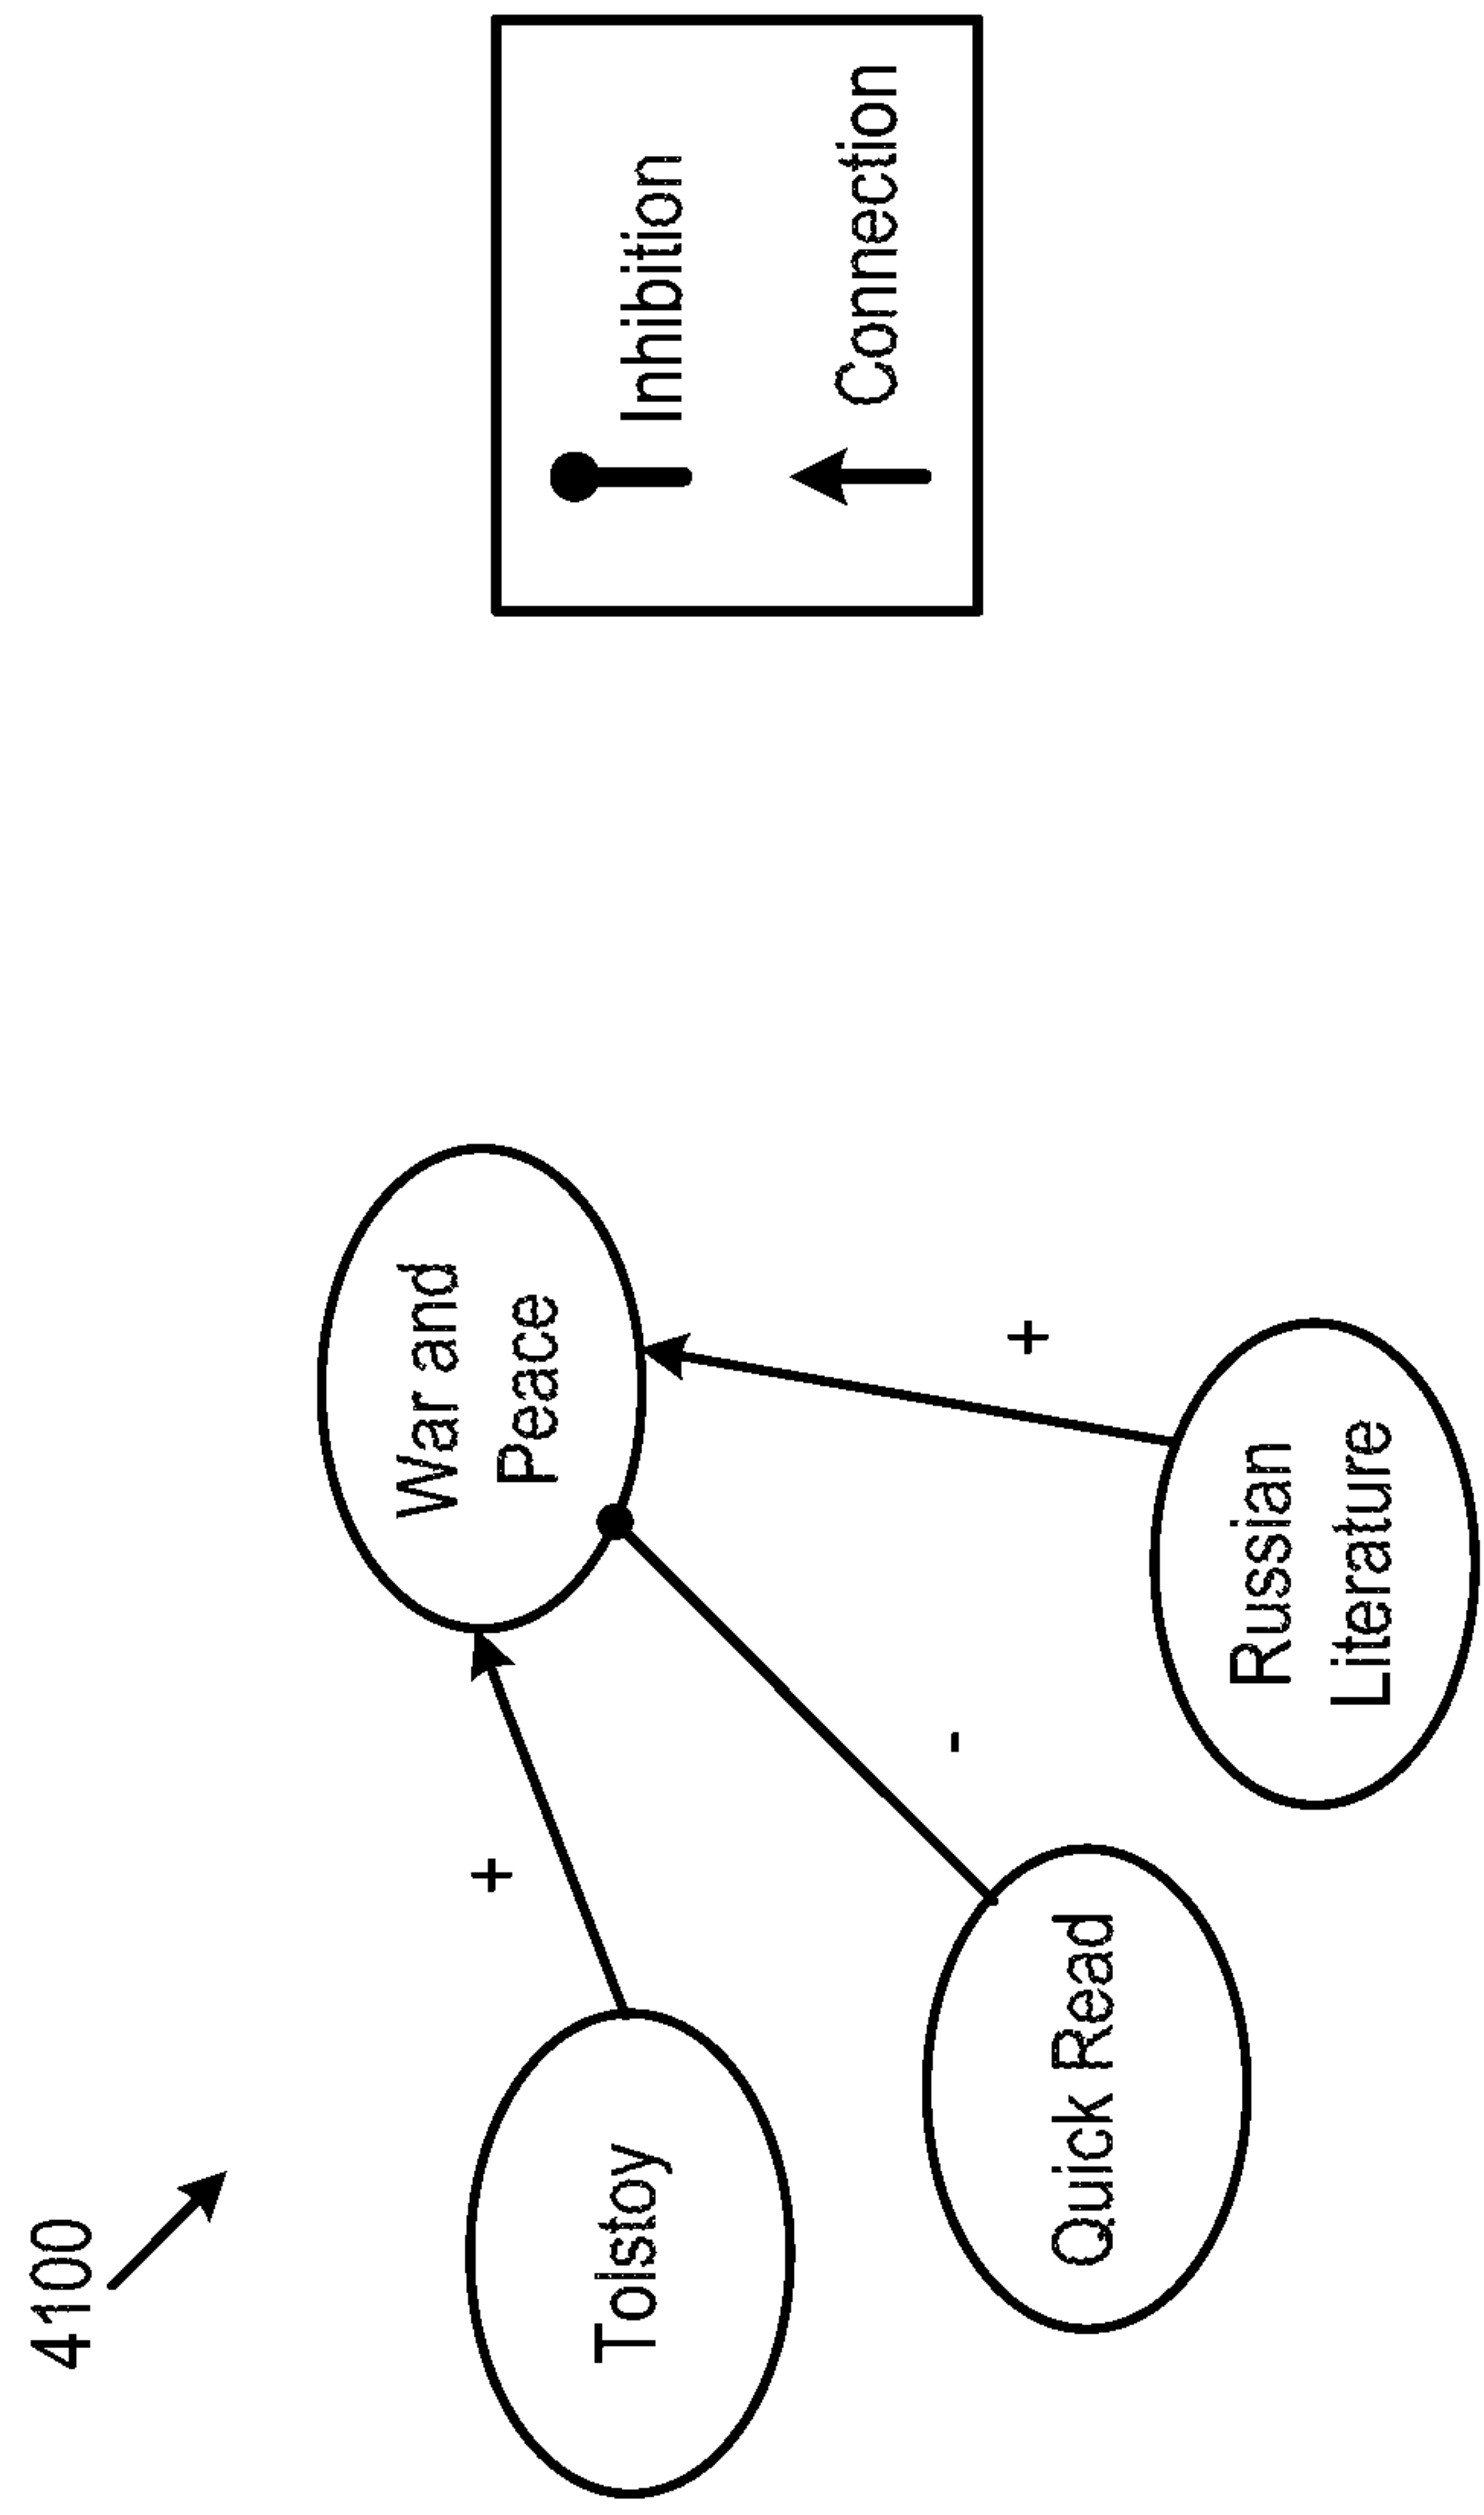 4100
War and
Peace
+
Tolstoy
-
+
Quick Read
Russian
Literature
Inhibition
Connection